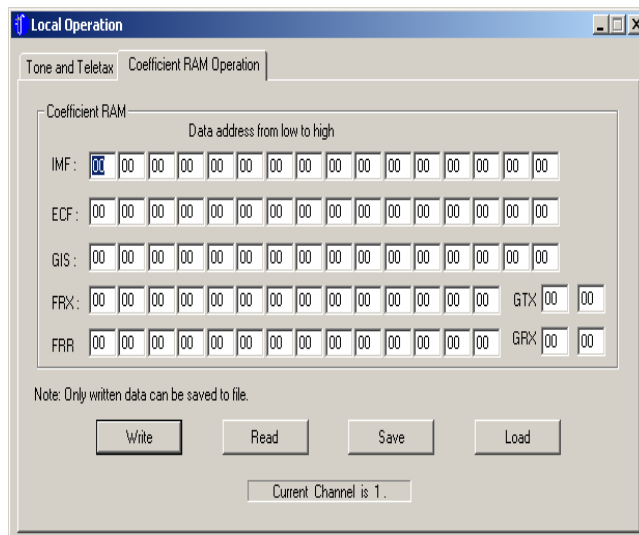 Local Operation
Tone and Teletax Coefficient RAM Operation
Coefficient RAM
Data address from low to high
IMF : 00 00 00 00 00 00 00 00 00 00 00 00 00 00 00 00
ECF : 00 00 00 00 00 00 00 00 00 00 00 00 00 00 00 00
GIS : 00 00 00 00 00 00 00 00 00 00 00 00 00 00 00 00
FRX : 00 00 00 00 00 00 00 00 00 00 00 00 00 00 GTX 00 00
FRR 00 00 00 00 00 00 00 00 00 00 00 00 00 00 GRX 00 00
Note: Only written data can be saved to file.
Write Read Save Load
Current Channel is 1 .